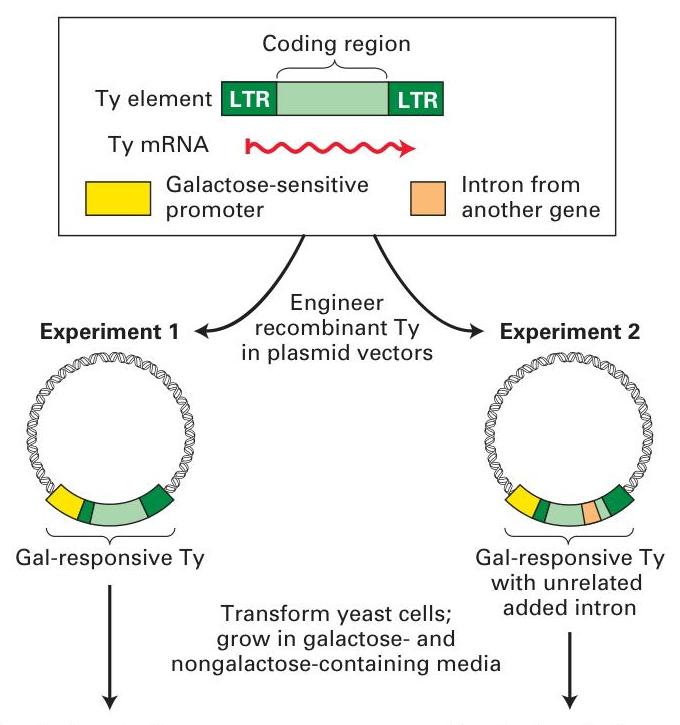 Coding region
Ty element
LTR
LTR
Ty mRNA
Galactose-sensitive
promoter
Intron from
another gene
Engineer
recombinant Ty
in plasmid vectors
Experiment 1
Experiment 2
Gal-responsive Ty
Gal-responsive Ty
with unrelated
added intron
Transform yeast cells;
grow in galactose- and
nongalactose-containing media